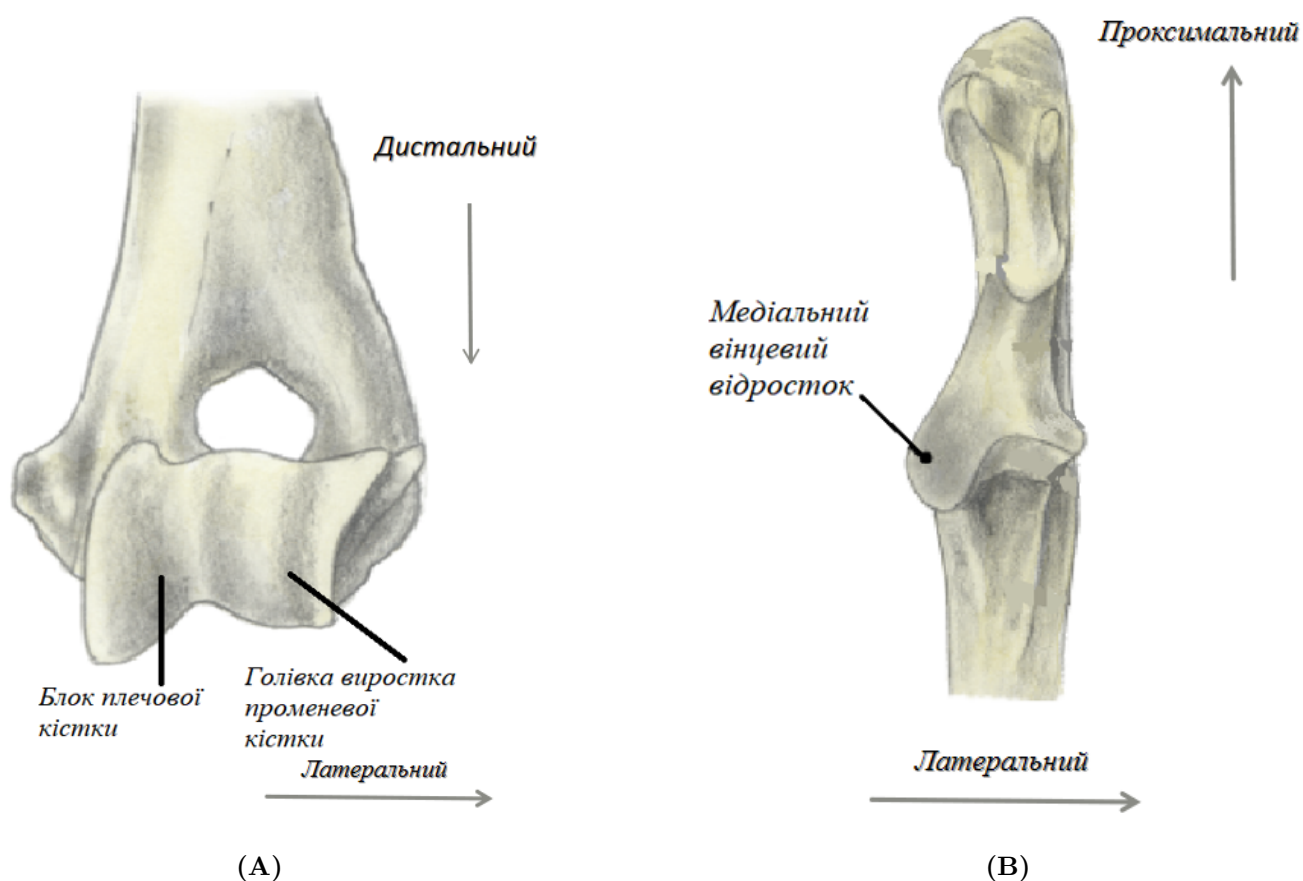 Проксимальний
Дистальний
Медіальний
вінцевий
відросток
Блок плечової
кістки
Голівка виростка
променевої
кістки
Латеральний
Латеральний
(A)
(B)